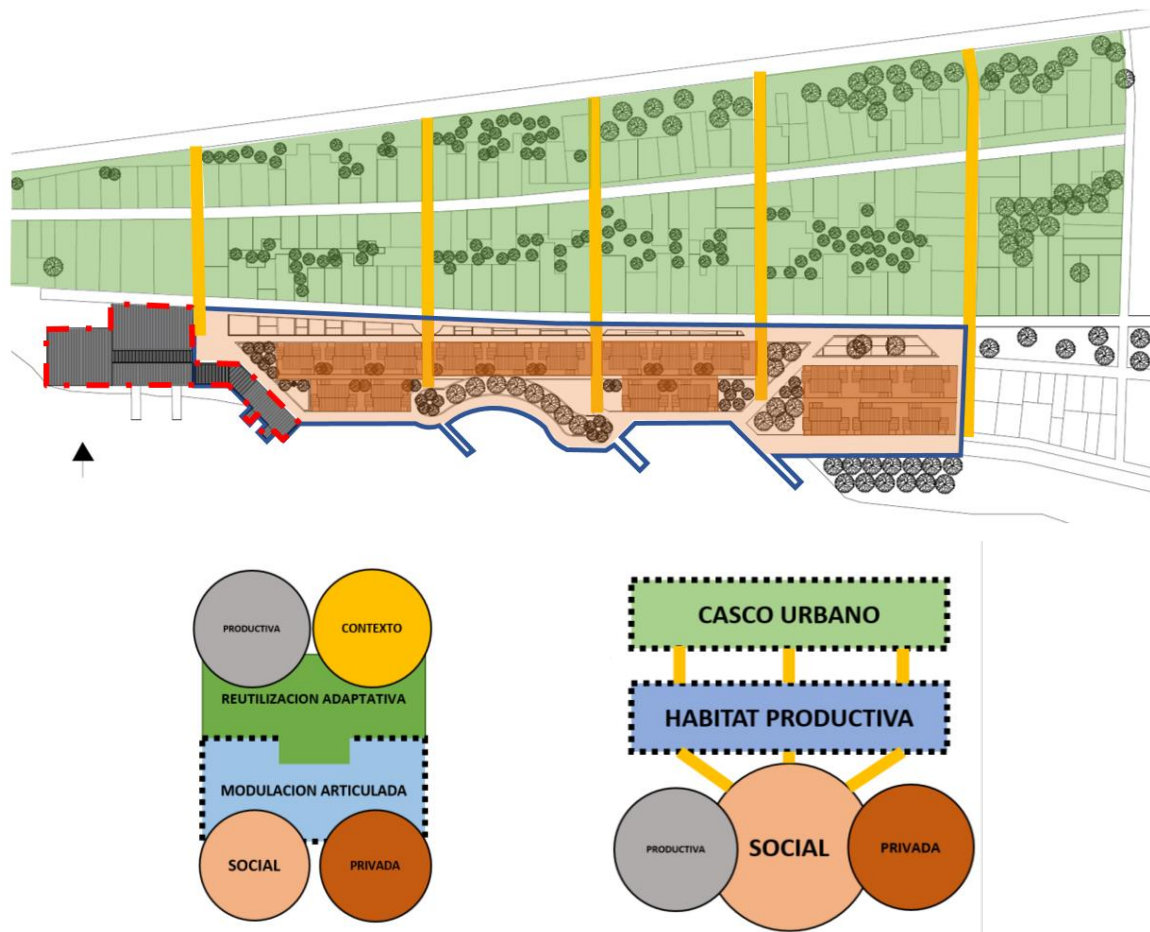 PRODUCTIVA
CONTEXTO
REUTILIZACION ADAPTATIVA
MODULACION ARTICULADA
SOCIAL
PRIVADA
CASCO URBANO
HABITAT PRODUCTIVA
PRODUCTIVA
SOCIAL
PRIVADA